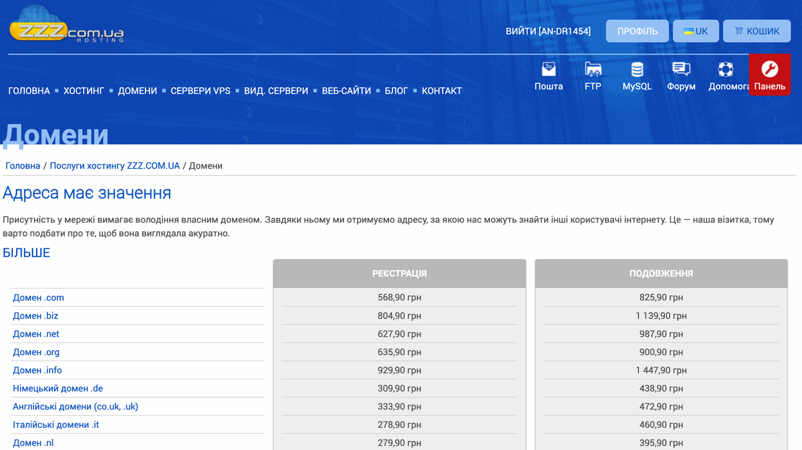 ZZZ.com.ua
HOSTING
ВИЙТИ [AN-DR1454]
ПРОФІЛЬ
UK
КОШИК
ГОЛОВНА
ХОСТИНГ
ДОМЕНИ
СЕРВЕРИ VPS
ВИД. СЕРВЕРИ
ВЕБ-САЙТИ
БЛОГ
КОНТАКТ
Пошта
FTP
MySQL
Форум
Допомога
Панель
Домени
Головна / Послуги хостингу ZZZ.COM.UA / Домени
Адреса має значення
Присутність у мережі вимагає володіння власним доменом. Завдяки ньому ми отримуємо адресу, за якою нас можуть знайти інші користувачі інтернету. Це — наша візитка, тому
варто подбати про те, щоб вона виглядала акуратно.
БІЛЬШЕ
РЕЄСТРАЦІЯ ПОДОВЖЕННЯ
Домен .com 568,90 грн 825,90 грн
Домен .biz 804,90 грн 1 139,90 грн
Домен .net 627,90 грн 987,90 грн
Домен .org 635,90 грн 900,90 грн
Домен .info 929,90 грн 1 447,90 грн
Німецький домен .de 309,90 грн 438,90 грн
Англійські домени (co.uk, .uk) 333,90 грн 472,90 грн
Італійські домени .it 278,90 грн 460,90 грн
Домен .nl 279,90 грн 395,90 грн